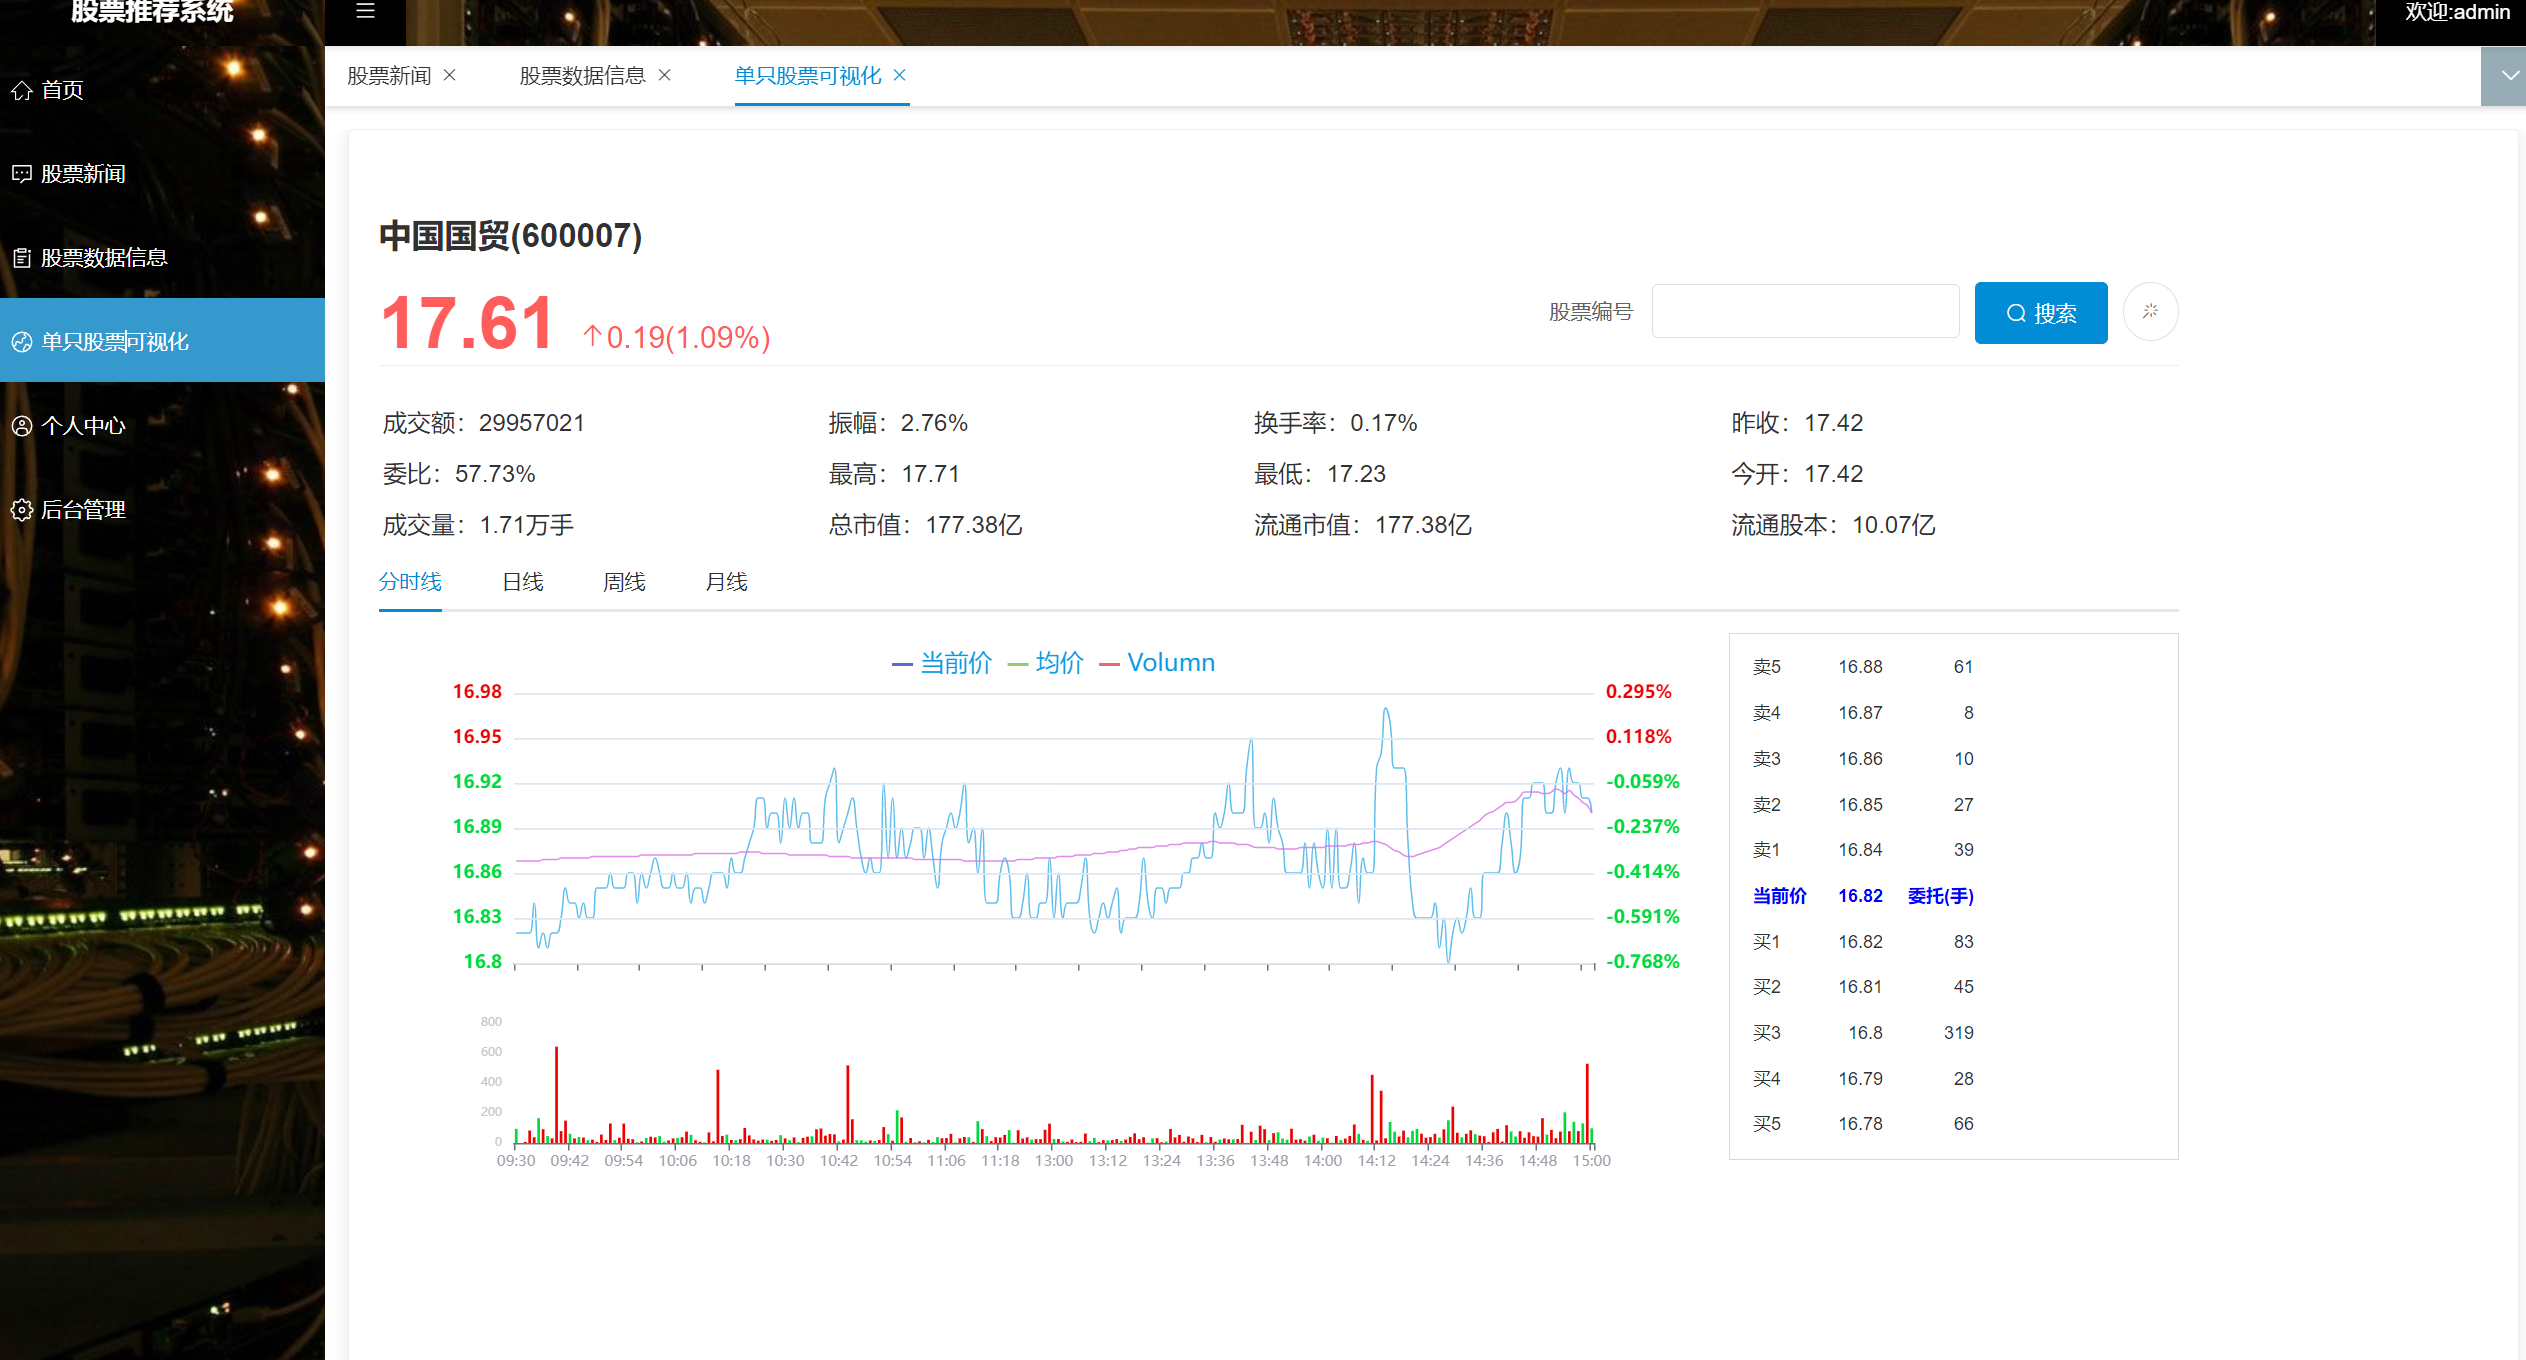 股票推荐系统
欢迎:admin
首页
股票新闻
股票数据信息
单只股票可视化
个人中心
后台管理
股票新闻 股票数据信息 单只股票可视化
中国国贸(600007)
17.61 ↑0.19(1.09%)
股票编号 搜索
成交额：29957021 振幅：2.76% 换手率：0.17% 昨收：17.42
委比：57.73% 最高：17.71 最低：17.23 今开：17.42
成交量：1.71万手 总市值：177.38亿 流通市值：177.38亿 流通股本：10.07亿
分时线 日线 周线 月线
当前价 均价 Volumn
16.98 0.295%
16.95 0.118%
16.92 -0.059%
16.89 -0.237%
16.86 -0.414%
16.83 -0.591%
16.8 -0.768%
800
600
400
200
0
09:30 09:42 09:54 10:06 10:18 10:30 10:42 10:54 11:06 11:18 13:00 13:12 13:24 13:36 13:48 14:00 14:12 14:24 14:36 14:48 15:00
卖5 16.88 61
卖4 16.87 8
卖3 16.86 10
卖2 16.85 27
卖1 16.84 39
当前价 16.82 委托(手)
买1 16.82 83
买2 16.81 45
买3 16.8 319
买4 16.79 28
买5 16.78 66